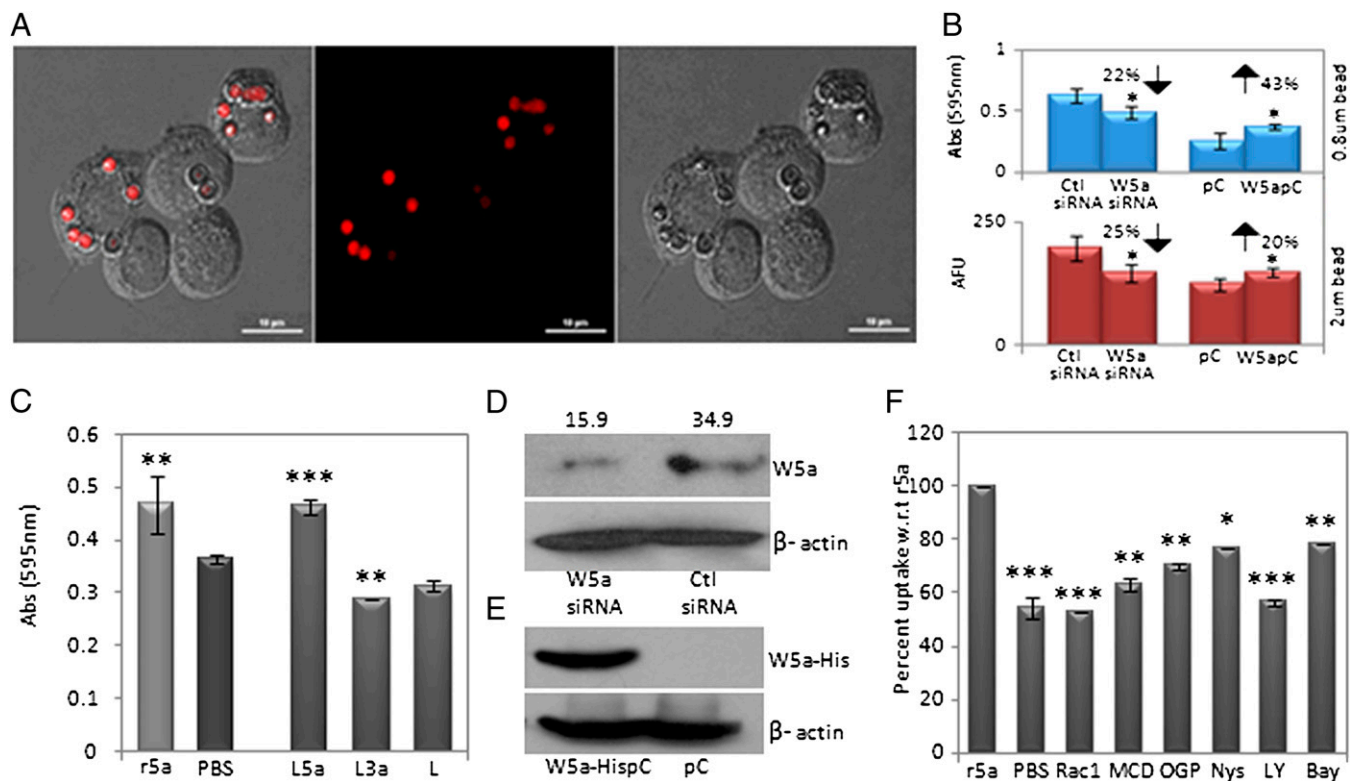 A
10 µm
10 µm
10 µm
B
1
0.5
0
Abs (595nm)
22%
*
43%
*
Ctl siRNA
W5a siRNA
pC
W5apC
0.8um bead
250
0
AFU
25%
*
20%
*
Ctl siRNA
W5a siRNA
pC
W5apC
2um bead
C
0.6
0.5
0.4
0.3
0.2
0.1
0
Abs (595nm)
**
***
**
r5a PBS L5a L3a L
D
15.9 34.9
W5a
β- actin
W5a siRNA
Ctl siRNA
E
W5a-His
β- actin
W5a-HispC pC
F
120
100
80
60
40
20
0
Percent uptake w.r.t r5a
***
***
**
**
*
***
**
r5a PBS Rac1 MCD OGP Nys LY Bay